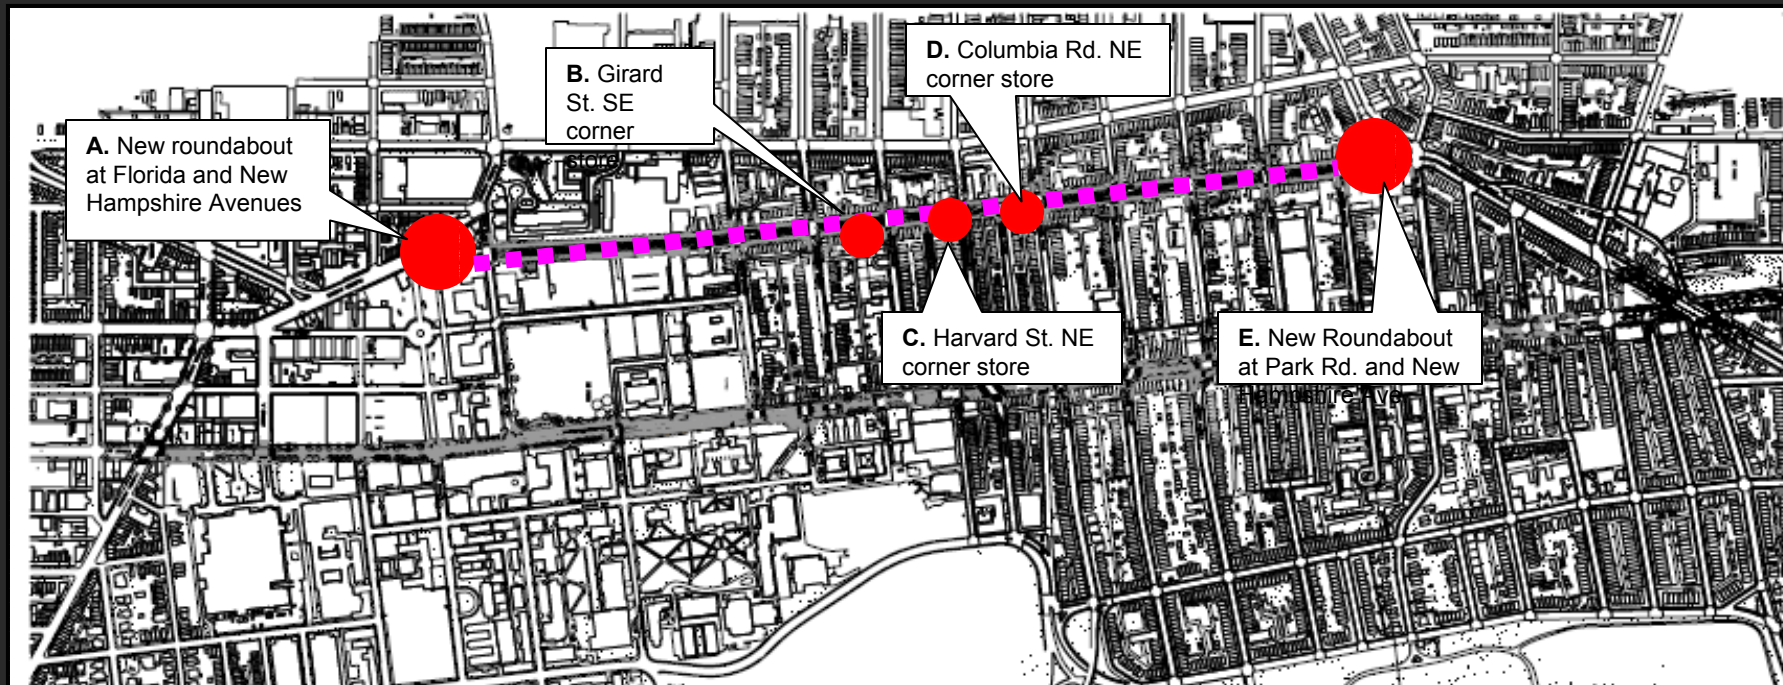 A. New roundabout
at Florida and New
Hampshire Avenues
B. Girard
St. SE
corner
store
D. Columbia Rd. NE
corner store
C. Harvard St. NE
corner store
E. New Roundabout
at Park Rd. and New
Hampshire Ave